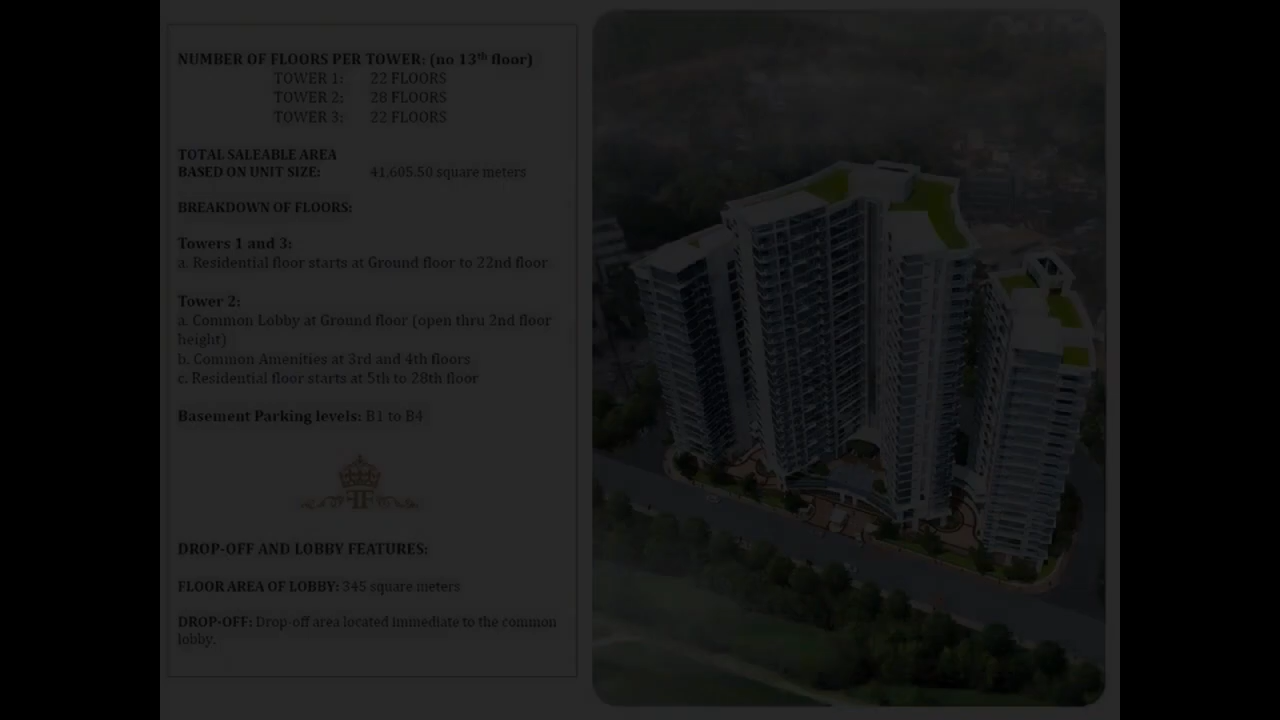 NUMBER OF FLOORS PER TOWER: (no 13th floor)
TOWER 1: 22 FLOORS
TOWER 2: 28 FLOORS
TOWER 3: 22 FLOORS
TOTAL SALEABLE AREA
BASED ON UNIT SIZE: 41,605.50 square meters
BREAKDOWN OF FLOORS:
Towers 1 and 3:
a. Residential floor starts at Ground floor to 22nd floor
Tower 2:
a. Common Lobby at Ground floor (open thru 2nd floor
height)
b. Common Amenities at 3rd and 4th floors
c. Residential floor starts at 5th to 28th floor
Basement Parking levels: B1 to B4
FF
DROP-OFF AND LOBBY FEATURES:
FLOOR AREA OF LOBBY: 345 square meters
DROP-OFF: Drop-off area located immediate to the common
lobby.